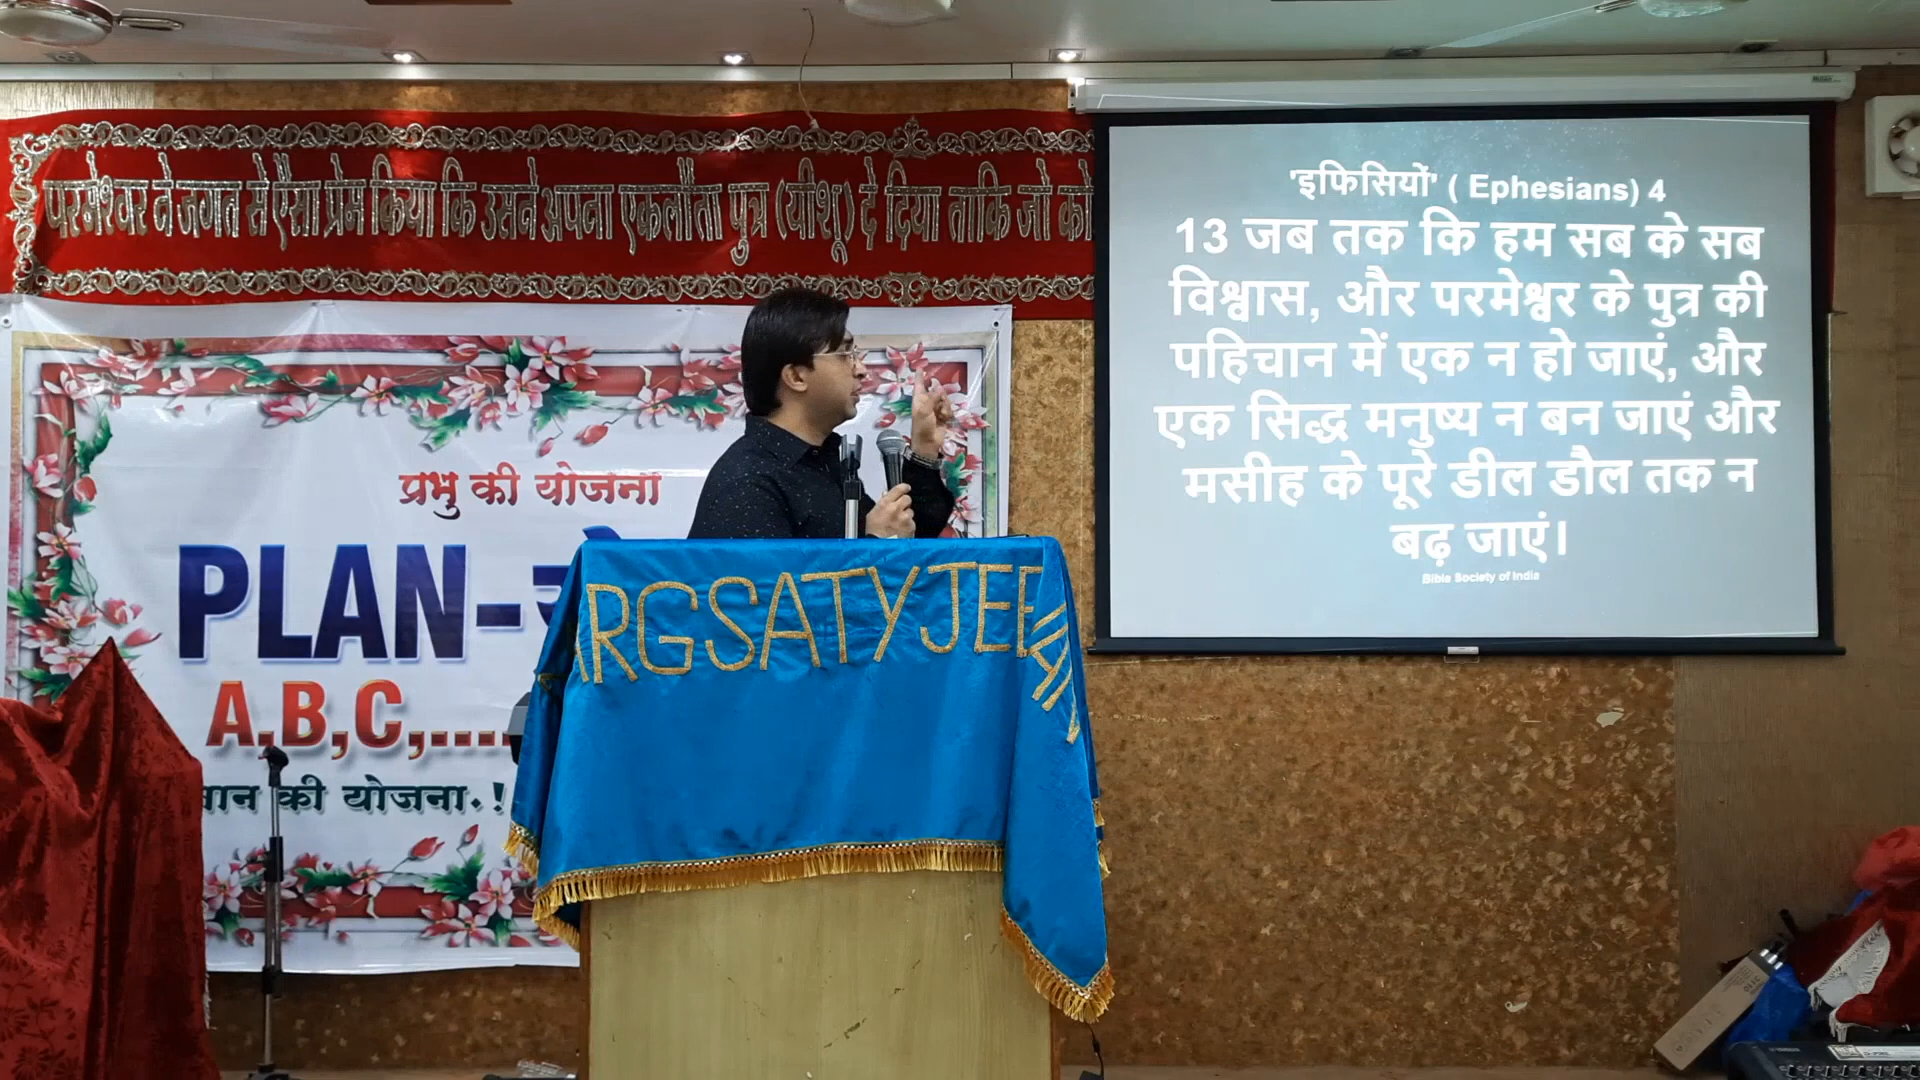 परमेश्वर ने जगत से ऐसा प्रेम किया कि उसने अपना एकलौता पुत्र (यीशू) दे दिया ताकि जो को
'इफिसियों' ( Ephesians) 4
13 जब तक कि हम सब के सब
विश्वास, और परमेश्वर के पुत्र की
पहिचान में एक न हो जाएं, और
एक सिद्ध मनुष्य न बन जाएं और
मसीह के पूरे डील डौल तक न
बढ़ जाएं।
Bible Society of India
प्रभु की योजना
PLAN-
A,B,C,....
की योजना.!
ARGSATYJEE